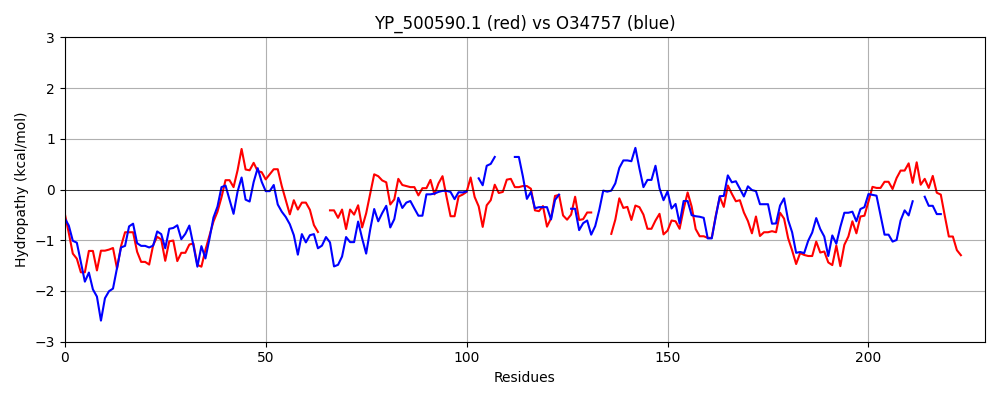 YP_500590.1 (red) vs O34757 (blue)
Hydropathy (kcal/mol)
3
2
1
0
−1
−2
−3
0 50 100 150 200
Residues